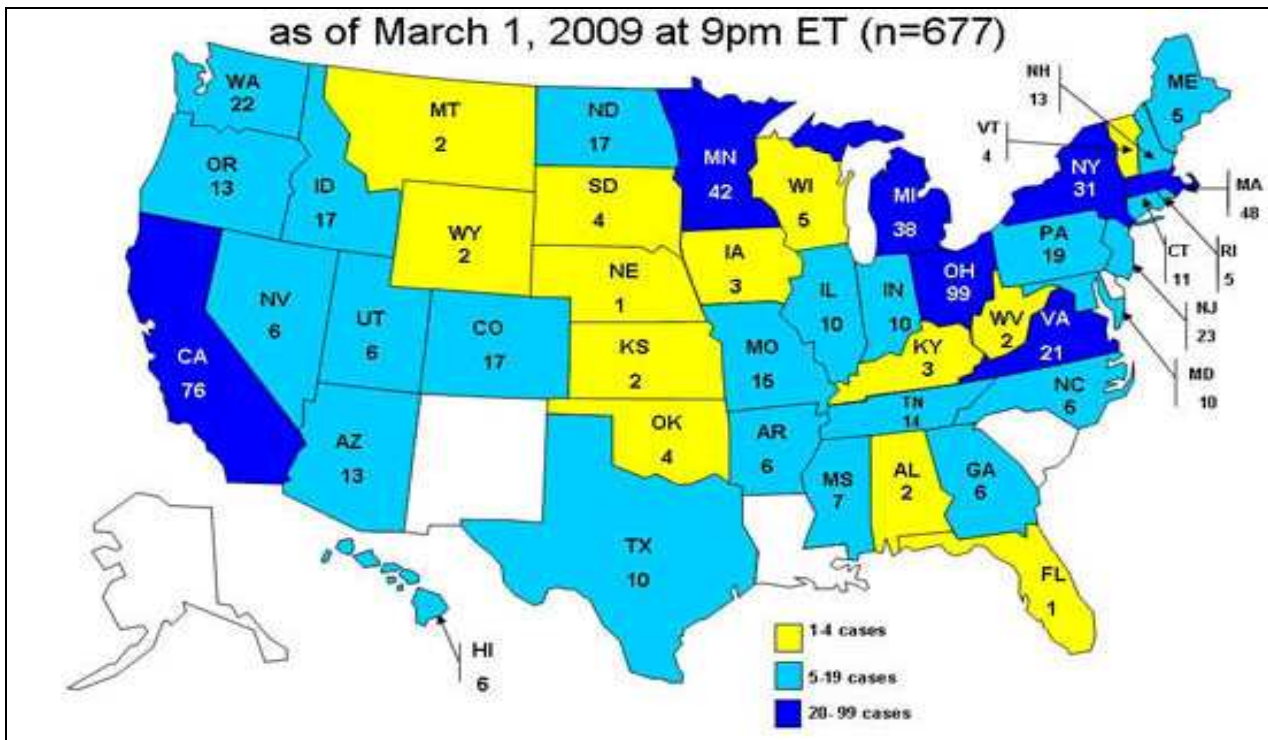 as of March 1, 2009 at 9pm ET (n=677)
WA
22
OR
13
ID
17
MT
2
ND
17
SD
4
WY
2
NE
1
MN
42
WI
5
IA
3
MI
38
NH
13
VT
4
ME
5
NY
31
MA
48
PA
19
CT
11
RI
5
NJ
23
MD
10
CA
76
NV
6
UT
6
CO
17
KS
2
MO
15
IL
10
IN
10
OH
99
WV
2
VA
21
KY
3
AZ
13
OK
4
AR
6
TN
14
NC
6
MS
7
AL
2
GA
6
TX
10
FL
1
HI
6
1-4 cases
5-19 cases
20-99 cases